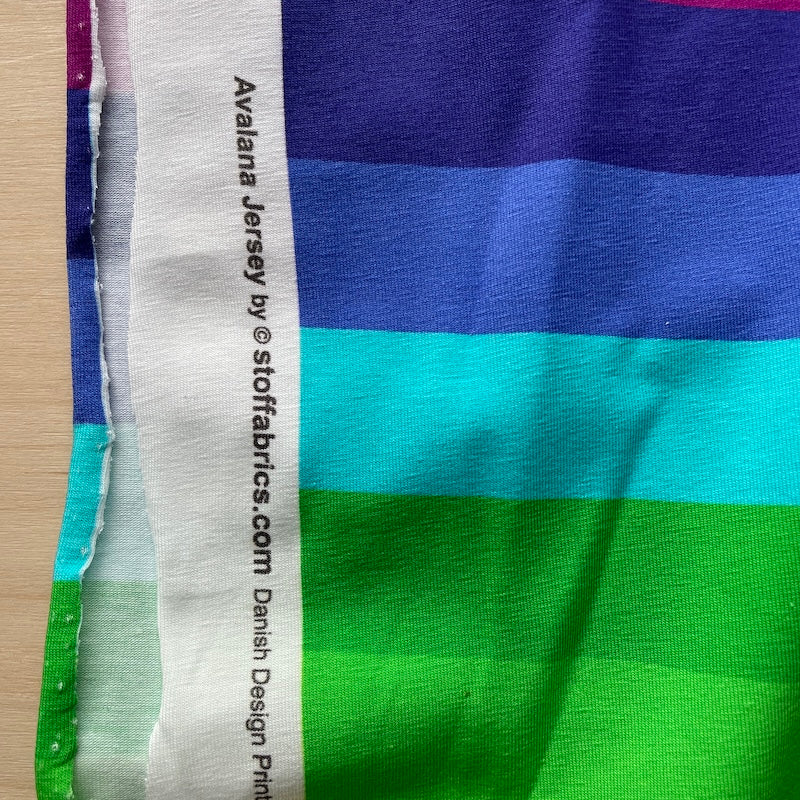 Avalana Jersey by © stoffabrics.com Danish Design Print